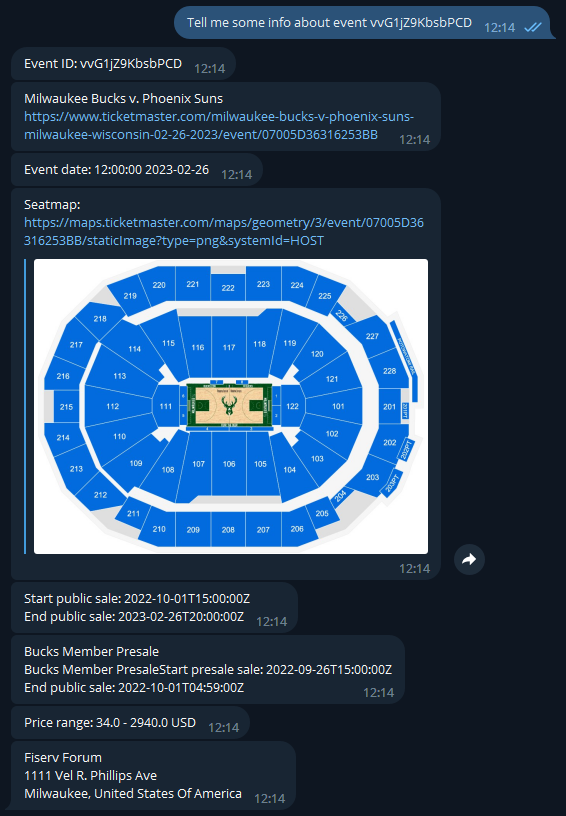 Tell me some info about event vvG1jZ9KbsbPCD 12:14
Event ID: vvG1jZ9KbsbPCD 12:14
Milwaukee Bucks v. Phoenix Suns
https://www.ticketmaster.com/milwaukee-bucks-v-phoenix-suns-
milwaukee-wisconsin-02-26-2023/event/07005D36316253BB 12:14
Event date: 12:00:00 2023-02-26 12:14
Seatmap:
https://maps.ticketmaster.com/maps/geometry/3/event/07005D36
316253BB/staticImage?type=png&systemId=HOST
219 220 221 222 223 224 225
218 226
217 114 115 116 117 118 119 120 227
216 113 121 228
215 112 111 122 101 201
214 110 102 202 202PT
213 109 108 107 106 105 104 103 203 203PT
212 204
211 205
210 209 208 207 206
12:14
Start public sale: 2022-10-01T15:00:00Z
End public sale: 2023-02-26T20:00:00Z 12:14
Bucks Member Presale
Bucks Member PresaleStart presale sale: 2022-09-26T15:00:00Z
End public sale: 2022-10-01T04:59:00Z 12:14
Price range: 34.0 - 2940.0 USD 12:14
Fiserv Forum
1111 Vel R. Phillips Ave
Milwaukee, United States Of America 12:14